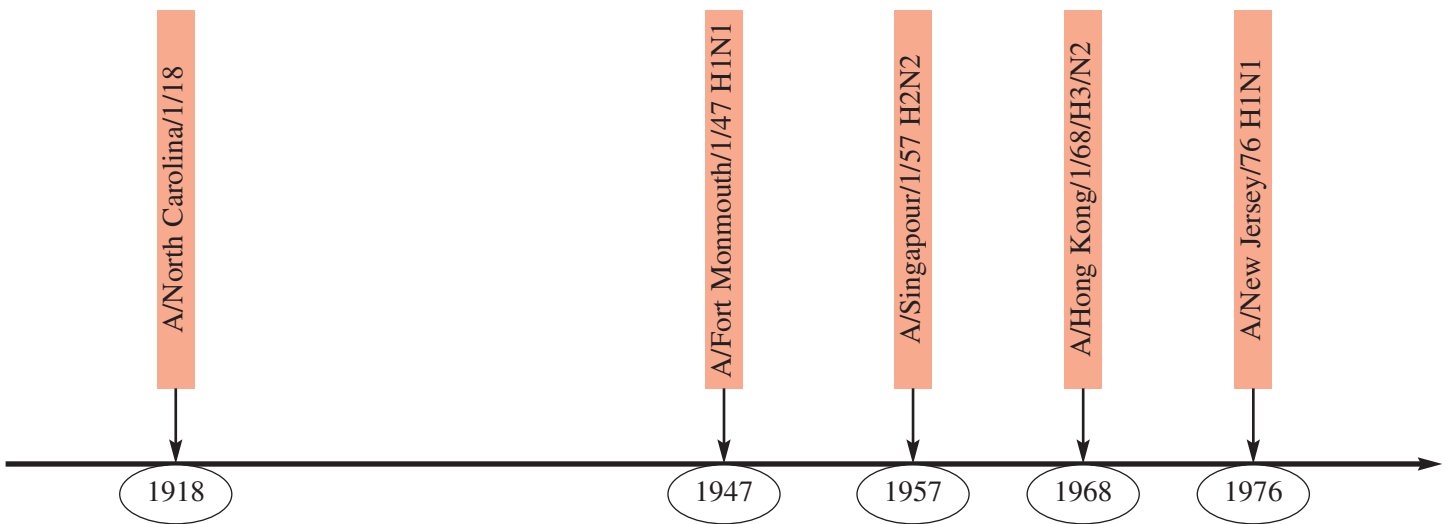 A/North Carolina/1/18
A/Fort Monmouth/1/47 H1N1
A/Singapour/1/57 H2N2
A/Hong Kong/1/68/H3/N2
A/New Jersey/76 H1N1
1918
1947
1957
1968
1976